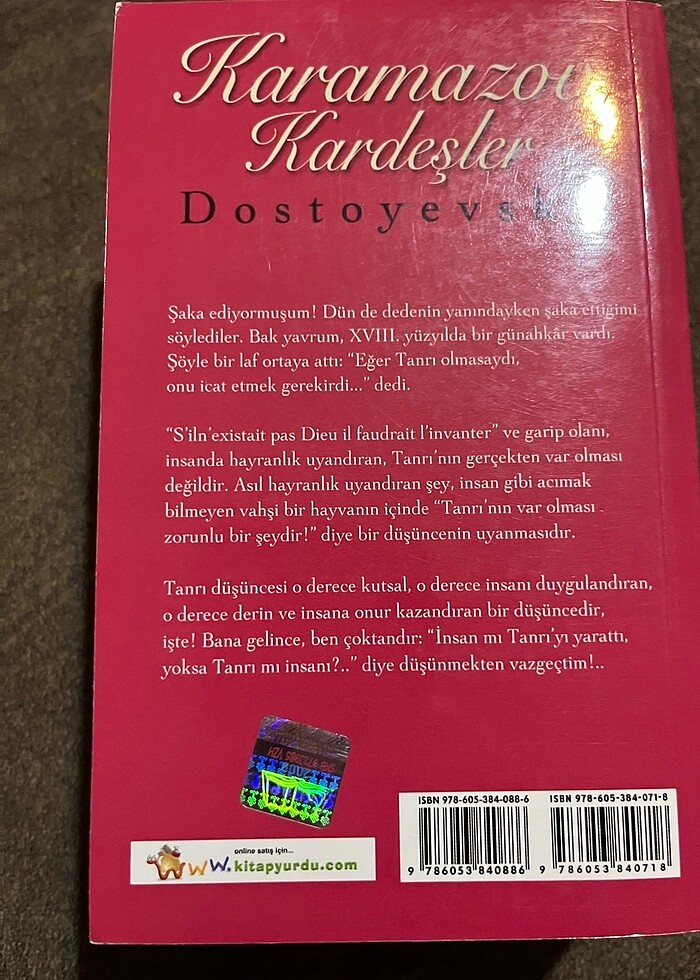 Karamazov
Kardeşler
Dostoyevski
Şaka ediyormuşum! Dün de dedenin yanındayken şaka ettiğimi
söylediler. Bak yavrum, XVIII. yüzyılda bir günahkâr vardı.
Şöyle bir laf ortaya attı: “Eğer Tanrı olmasaydı,
onu icat etmek gerekirdi...” dedi.
“S’iln’existait pas Dieu il faudrait l’invanter” ve garip olanı,
insanda hayranlık uyandıran, Tanrı’nın gerçekten var olması
değildir. Asıl hayranlık uyandıran şey, insan gibi acımak
bilmeyen vahşi bir hayvanın içinde “Tanrı’nın var olması
zorunlu bir şeydir!” diye bir düşüncenin uyanmasıdır.
Tanrı düşüncesi o derece kutsal, o derece insanı duygulandıran,
o derece derin ve insana onur kazandıran bir düşüncedir,
işte! Bana gelince, ben çoktandır: “İnsan mı Tanrı’yı yarattı,
yoksa Tanrı mı insanı?..” diye düşünmekten vazgeçtim!..
online satış için...
www.kitapyurdu.com
ISBN 978-605-384-088-6
9 786053 840886
ISBN 978-605-384-071-8
9 786053 840718